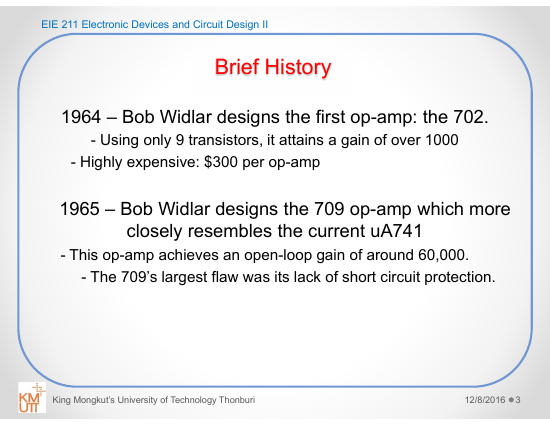 EIE 211 Electronic Devices and Circuit Design II
Brief History
1964 – Bob Widlar designs the first op-amp: the 702.
- Using only 9 transistors, it attains a gain of over 1000
- Highly expensive: $300 per op-amp
1965 – Bob Widlar designs the 709 op-amp which more
closely resembles the current uA741
- This op-amp achieves an open-loop gain of around 60,000.
- The 709’s largest flaw was its lack of short circuit protection.
KM
UTT
King Mongkut’s University of Technology Thonburi
12/8/2016 ● 3